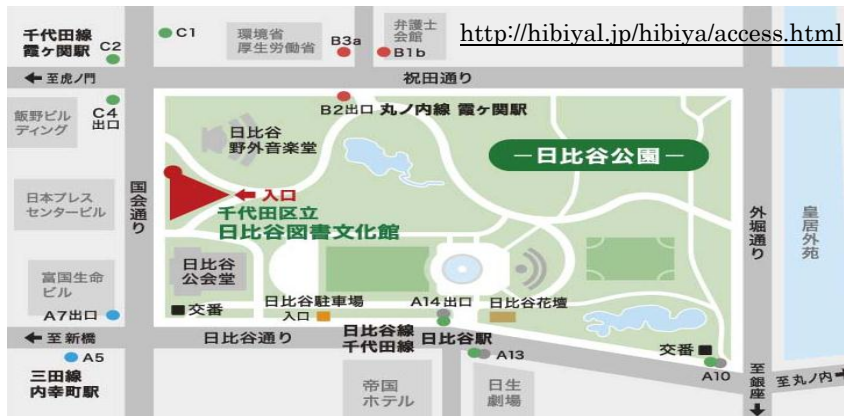 千代田線
霞ヶ関駅
C2
C1
環境省
厚生労働省
B3a
弁護士
会館
B1b
http://hibiyal.jp/hibiya/access.html
←至虎ノ門
祝田通り
飯野ビル
ディング
C4
出口
B2出口 丸ノ内線 霞ヶ関駅
日比谷
野外音楽堂
－日比谷公園－
日本プレス
センタービル
国会通り
←入口
千代田区立
日比谷図書文化館
外堀通り
皇居外苑
富国生命
ビル
日比谷
公会堂
A7出口
交番
日比谷駐車場
入口
A14出口
日比谷花壇
←至新橋
日比谷通り
日比谷線
千代田線
日比谷駅
交番
A5
A13
A10
三田線
内幸町駅
帝国
ホテル
日生
劇場
至銀座
至丸ノ内